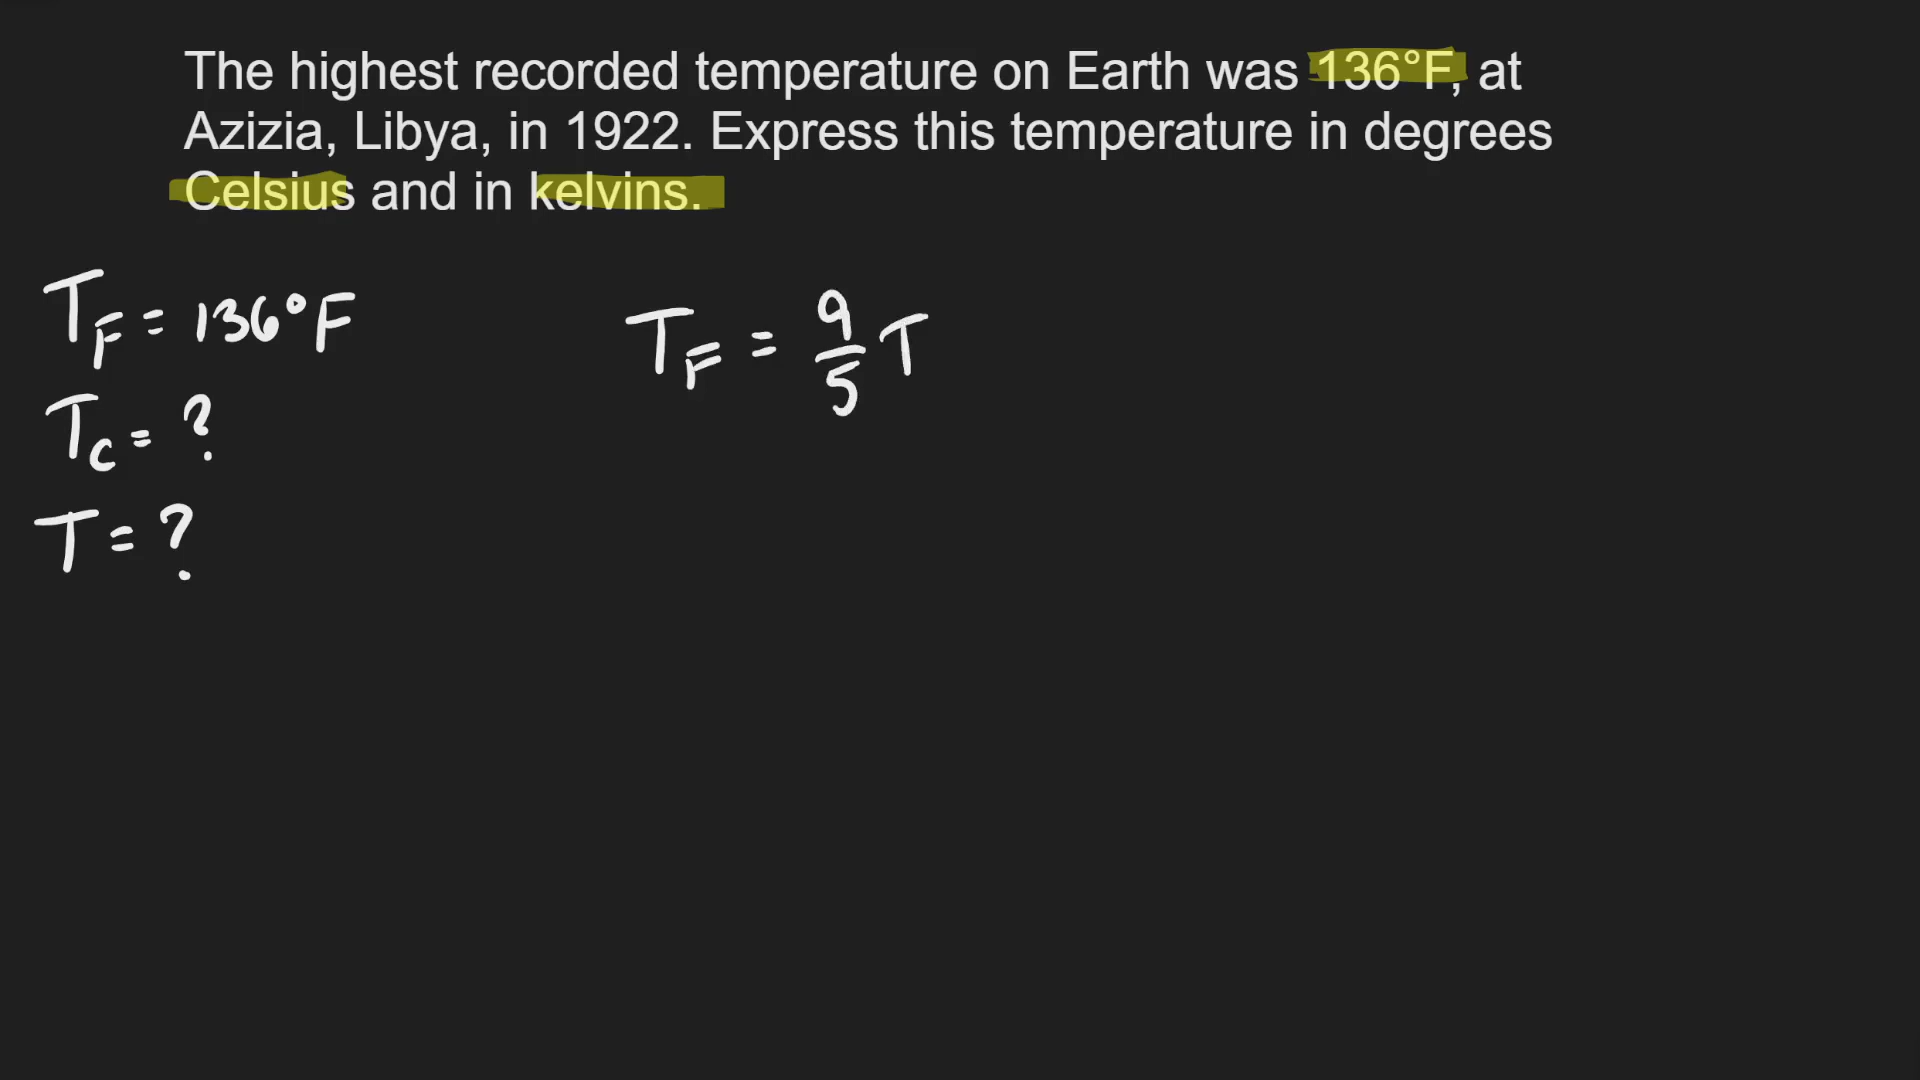 The highest recorded temperature on Earth was 136°F, at
Azizia, Libya, in 1922. Express this temperature in degrees
Celsius and in kelvins.
T_F = 136°F
T_F = 9/5 T
T_C = ?
T = ?